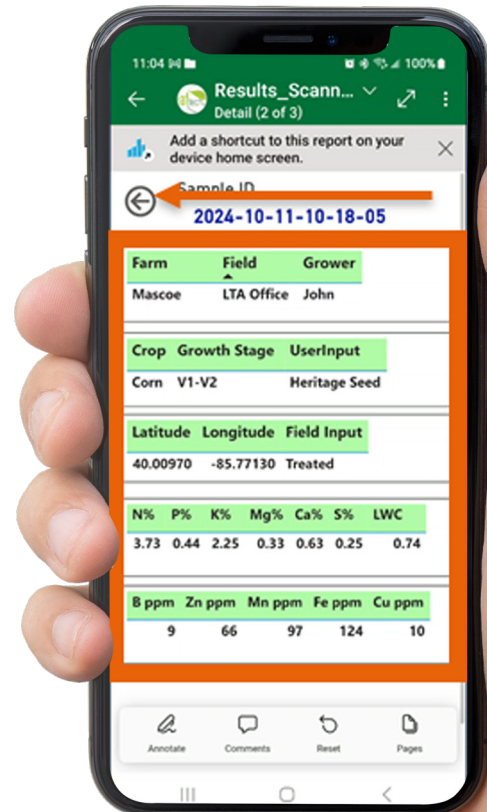 11:04
100%
Results_Scann...
Detail (2 of 3)
Add a shortcut to this report on your
device home screen.
Sample ID
2024-10-11-10-18-05
Farm Field Grower
Mascoe LTA Office John
Crop Growth Stage UserInput
Corn V1-V2 Heritage Seed
Latitude Longitude Field Input
40.00970 -85.77130 Treated
N% P% K% Mg% Ca% S% LWC
3.73 0.44 2.25 0.33 0.63 0.25 0.74
B ppm Zn ppm Mn ppm Fe ppm Cu ppm
9 66 97 124 10
Annotate Comments Reset Pages